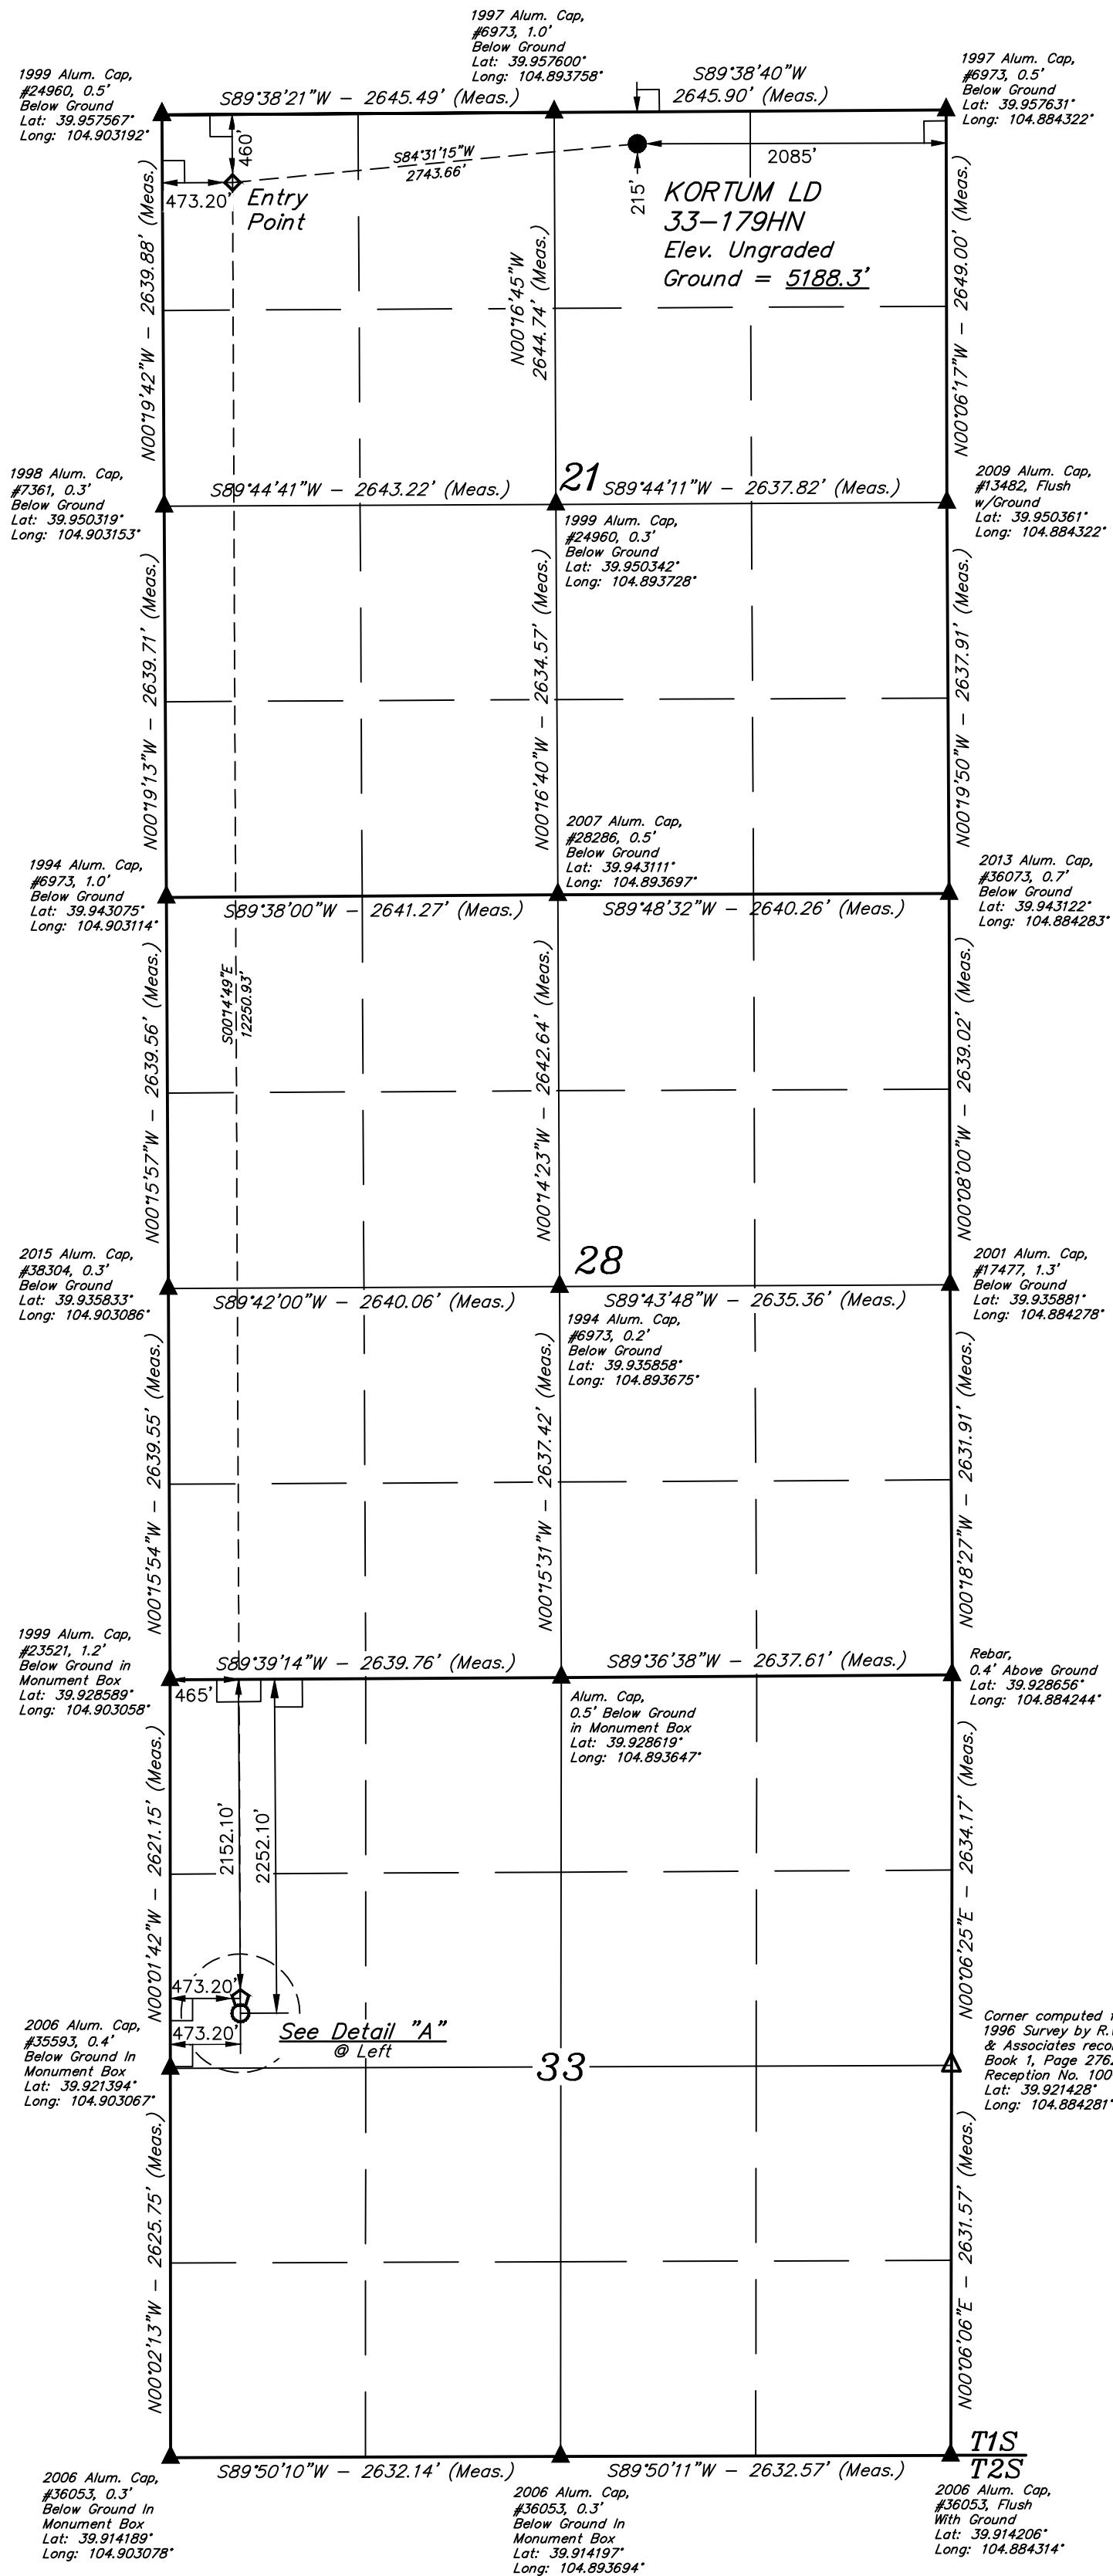 1997 Alum. Cap,
#6973, 1.0'
Below Ground
Lat: 39.957600°
Long: 104.893758°
1999 Alum. Cap,
#24960, 0.5'
Below Ground
Lat: 39.957567°
Long: 104.903192°
S89°38'21"W - 2645.49' (Meas.)
S89°38'40"W
2645.90' (Meas.)
1997 Alum. Cap,
#6973, 0.5'
Below Ground
Lat: 39.957631°
Long: 104.884322°
460'
473.20'
Entry
Point
S84°31'15"W
2743.66'
2085'
215'
KORTUM LD
33-179HN
Elev. Ungraded
Ground = 5188.3'
N00°19'42"W - 2639.88' (Meas.)
N00°16'45"W
2644.74' (Meas.)
N00°06'17"W - 2649.00' (Meas.)
1998 Alum. Cap,
#7361, 0.3'
Below Ground
Lat: 39.950319°
Long: 104.903153°
S89°44'41"W - 2643.22' (Meas.)
21
S89°44'11"W - 2637.82' (Meas.)
2009 Alum. Cap,
#13482, Flush
w/Ground
Lat: 39.950361°
Long: 104.884322°
1999 Alum. Cap,
#24960, 0.3'
Below Ground
Lat: 39.950342°
Long: 104.893728°
N00°19'13"W - 2639.71' (Meas.)
N00°16'40"W - 2634.57' (Meas.)
N00°19'50"W - 2637.91' (Meas.)
2007 Alum. Cap,
#28286, 0.5'
Below Ground
Lat: 39.943111°
Long: 104.893697°
1994 Alum. Cap,
#6973, 1.0'
Below Ground
Lat: 39.943075°
Long: 104.903114°
2013 Alum. Cap,
#36073, 0.7'
Below Ground
Lat: 39.943122°
Long: 104.884283°
S89°38'00"W - 2641.27' (Meas.)
S89°48'32"W - 2640.26' (Meas.)
S00°14'49"E
12250.93'
N00°15'57"W - 2639.56' (Meas.)
N00°14'23"W - 2642.64' (Meas.)
N00°08'00"W - 2639.02' (Meas.)
2015 Alum. Cap,
#38304, 0.3'
Below Ground
Lat: 39.935833°
Long: 104.903086°
28
2001 Alum. Cap,
#17477, 1.3'
Below Ground
Lat: 39.935881°
Long: 104.884278°
S89°42'00"W - 2640.06' (Meas.)
S89°43'48"W - 2635.36' (Meas.)
1994 Alum. Cap,
#6973, 0.2'
Below Ground
Lat: 39.935858°
Long: 104.893675°
N00°15'54"W - 2639.55' (Meas.)
N00°15'31"W - 2637.42' (Meas.)
N00°18'27"W - 2631.91' (Meas.)
1999 Alum. Cap,
#23521, 1.2'
Below Ground in
Monument Box
Lat: 39.928589°
Long: 104.903058°
S89°39'14"W - 2639.76' (Meas.)
S89°36'38"W - 2637.61' (Meas.)
Rebar,
0.4' Above Ground
Lat: 39.928656°
Long: 104.884244°
465'
Alum. Cap,
0.5' Below Ground
in Monument Box
Lat: 39.928619°
Long: 104.893647°
2152.10'
2252.10'
N00°01'42"W - 2621.15' (Meas.)
N00°06'25"E - 2634.17' (Meas.)
473.20'
473.20'
See Detail "A"
@ Left
2006 Alum. Cap,
#35593, 0.4'
Below Ground In
Monument Box
Lat: 39.921394°
Long: 104.903067°
33
Corner computed
1996 Survey by
& Associates
Book 1, Page
Reception No.
Lat: 39.921428°
Long: 104.884281°
N00°02'13"W - 2625.75' (Meas.)
N00°06'06"E - 2631.57' (Meas.)
T1S
T2S
S89°50'10"W - 2632.14' (Meas.)
S89°50'11"W - 2632.57' (Meas.)
2006 Alum. Cap,
#36053, 0.3'
Below Ground In
Monument Box
Lat: 39.914189°
Long: 104.903078°
2006 Alum. Cap,
#36053, 0.3'
Below Ground In
Monument Box
Lat: 39.914197°
Long: 104.893694°
2006 Alum. Cap,
#36053, Flush
With Ground
Lat: 39.914206°
Long: 104.884314°